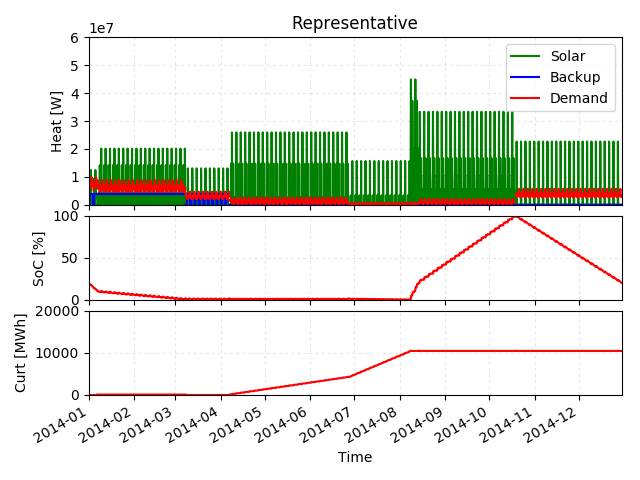 Representative
1e7
6
5
4
3
2
1
0
Heat [W]
Solar
Backup
Demand
100
50
0
SoC [%]
20000
10000
0
Curt [MWh]
2014-01
2014-02
2014-03
2014-04
2014-05
2014-06
2014-07
2014-08
2014-09
2014-10
2014-11
2014-12
Time